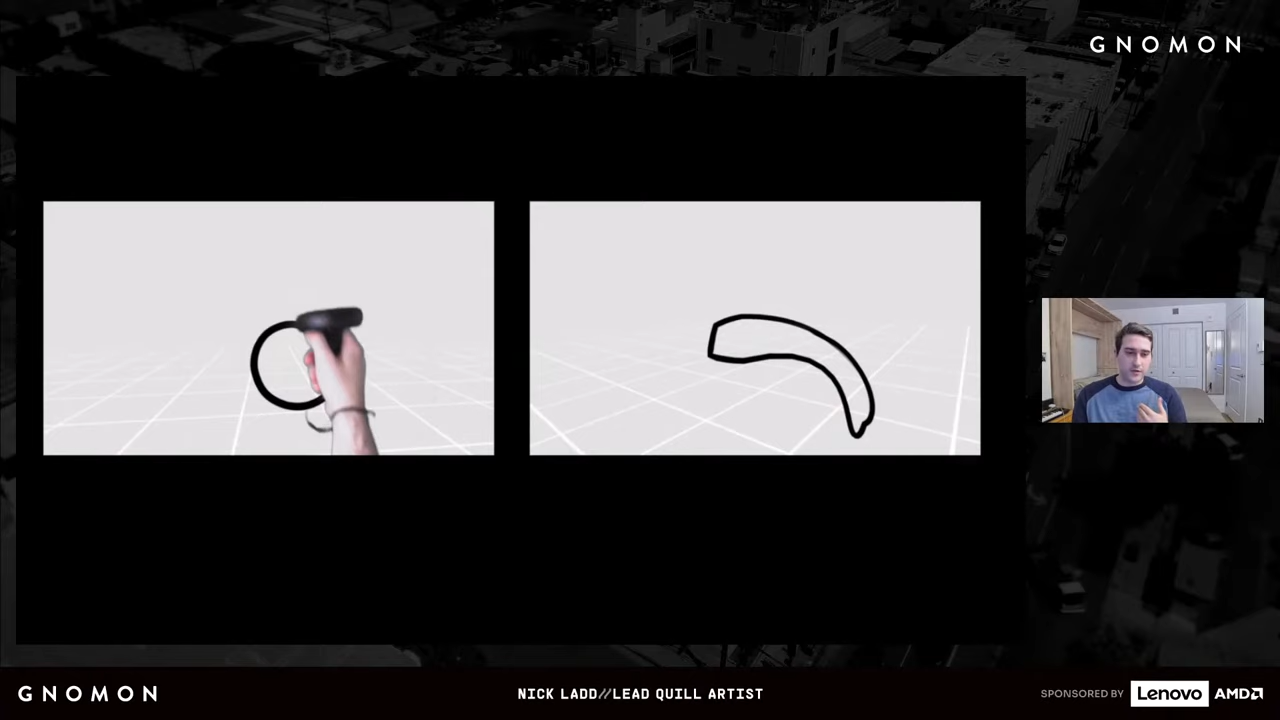 GNOMON
GNOMON
NICK LADD//LEAD QUILL ARTIST
SPONSORED BY Lenovo AMD